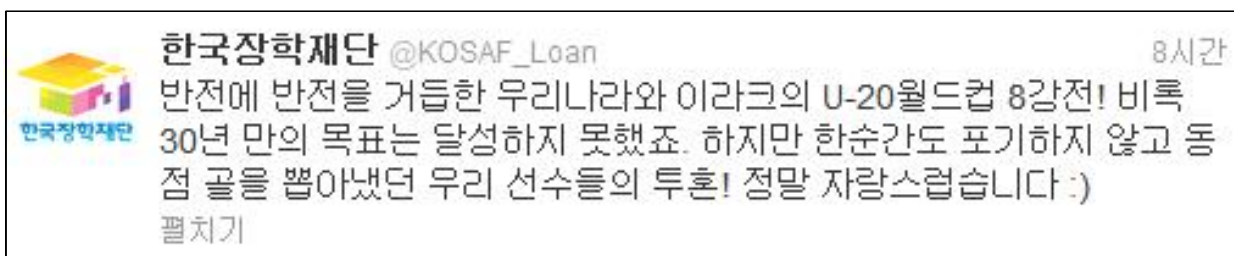 한국장학재단 @KOSAF_Loan 8시간
반전에 반전을 거듭한 우리나라와 이라크의 U-20월드컵 8강전! 비록
한국장학재단
30년 만의 목표는 달성하지 못했죠. 하지만 한순간도 포기하지 않고 동
점 골을 뽑아냈던 우리 선수들의 투혼! 정말 자랑스럽습니다 :)
펼치기